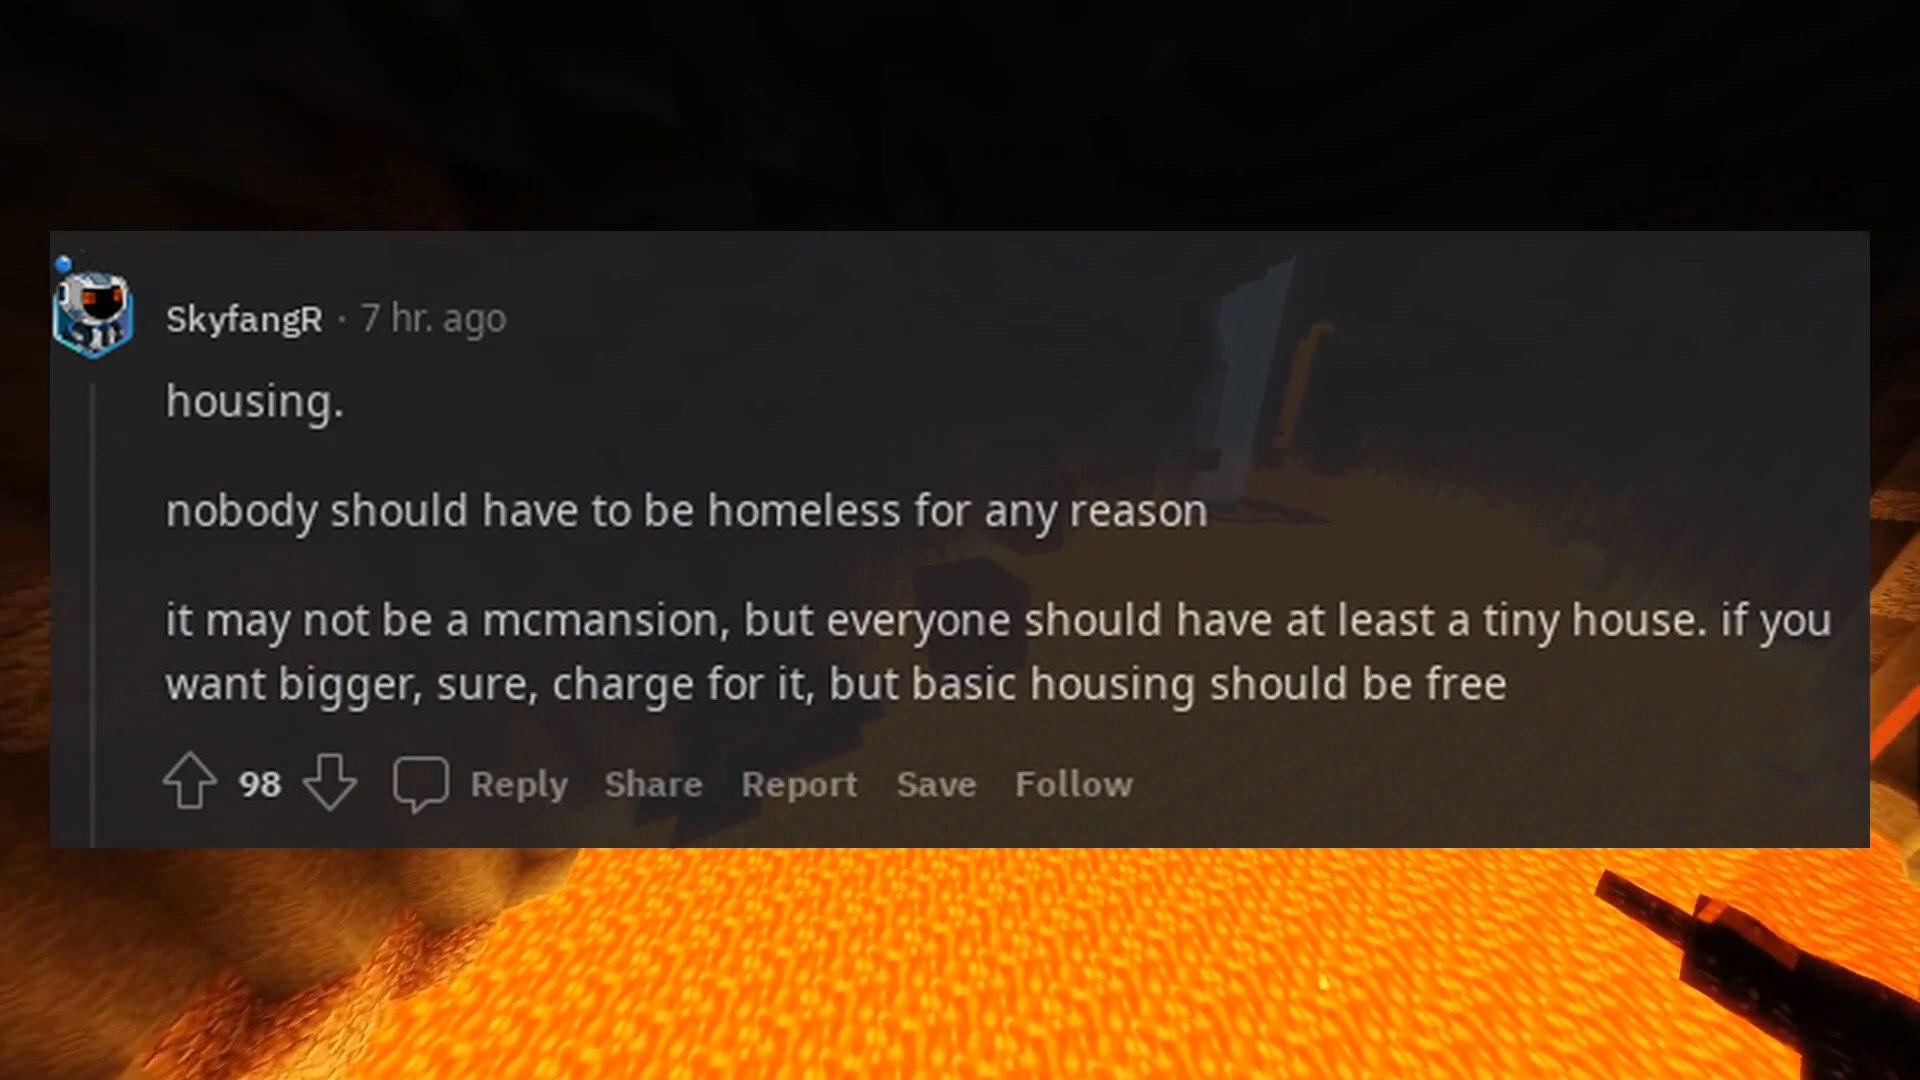 SkyfangR · 7 hr. ago
housing.
nobody should have to be homeless for any reason
it may not be a mcmansion, but everyone should have at least a tiny house. if you
want bigger, sure, charge for it, but basic housing should be free
98 Reply Share Report Save Follow